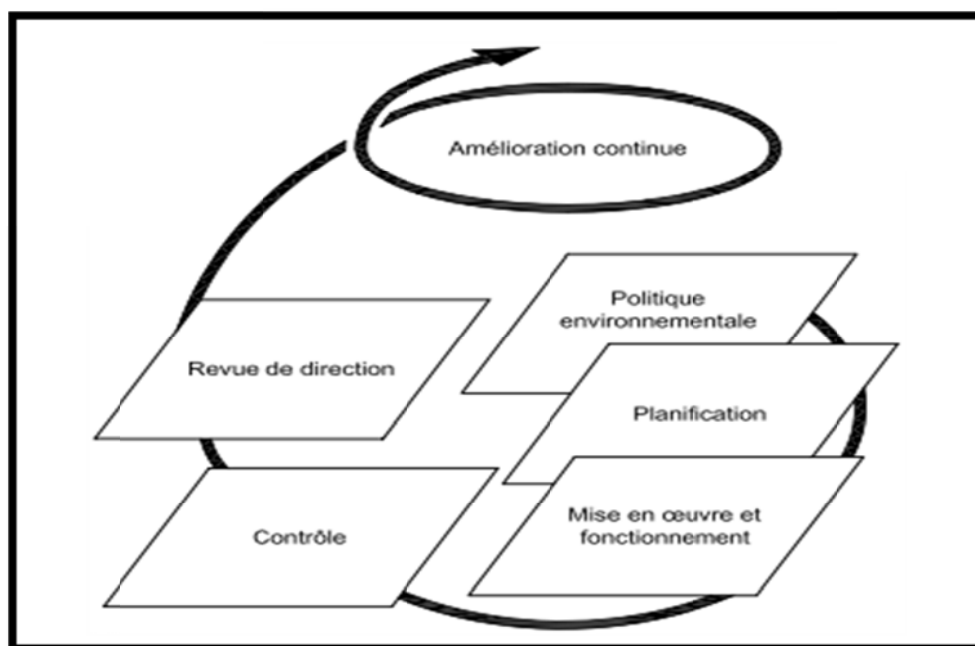 Amélioration continue
Politique
environnementale
Revue de direction
Planification
Mise en œuvre et
fonctionnement
Contrôle